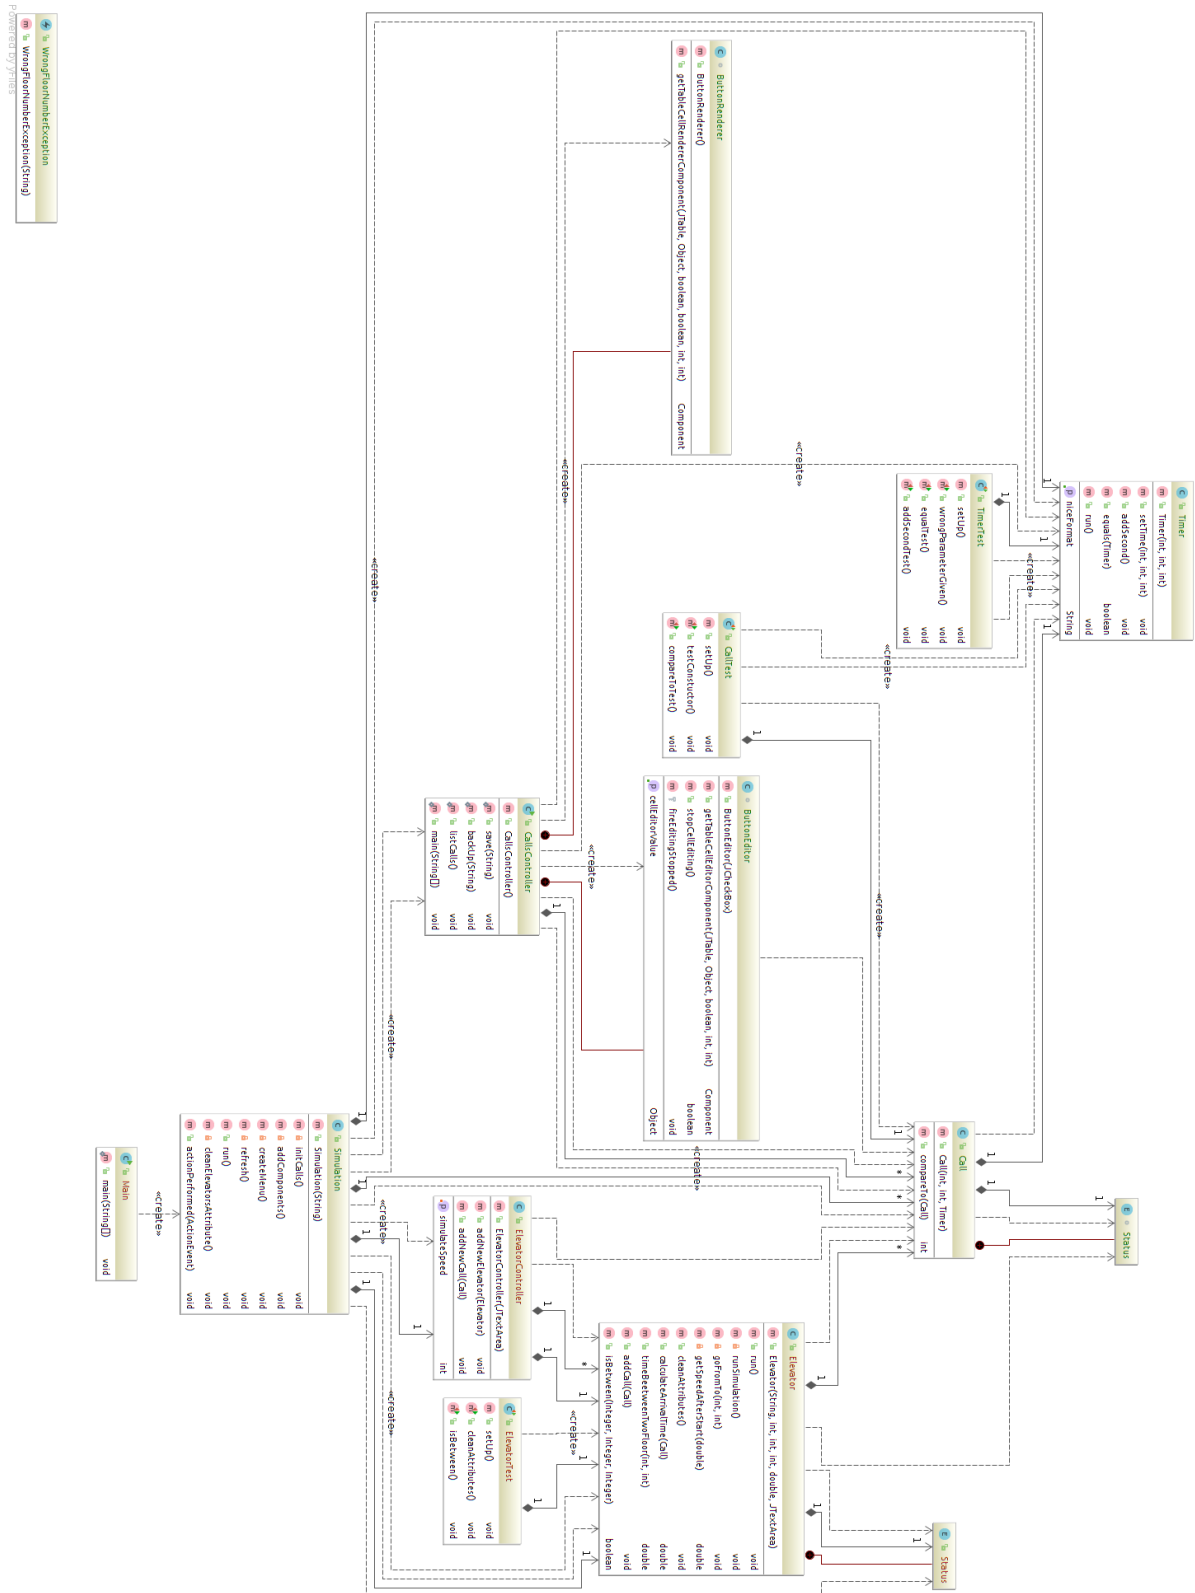 Powered by yFiles
WrongFloorNumberException
WrongFloorNumberException(String)
ButtonRenderer
ButtonRenderer()
getTableCellRendererComponent(JTable, Object, boolean, boolean, int, int) Component
Timer
Timer(int, int, int)
setTime(int, int, int) void
addSecond() void
equals(Timer) boolean
run() void
niceFormat String
TimerTest
setUp() void
wrongParameterGiven() void
equalTest() void
addSecondTest() void
CallTest
setUp() void
testConstuctor() void
compareToTest() void
ButtonEditor
ButtonEditor(JCheckBox)
getTableCellEditorComponent(JTable, Object, boolean, int, int) Component
stopCellEditing() boolean
fireEditingStopped() void
cellEditorValue Object
CallsController
CallsController()
save(String) void
backUp(String) void
listCalls() void
main(String[]) void
Call
Call(int, int, Timer)
compareTo(Call) int
Status
Simulation
Simulation(String)
initCalls() void
addComponents() void
createMenu() void
refresh() void
run() void
cleanElevatorsAttribute() void
actionPerformed(ActionEvent) void
Main
main(String[]) void
ElevatorController
ElevatorController(JTextArea)
addNewElevator(Elevator) void
addNewCall(Call) void
simulateSpeed int
Elevator
Elevator(String, int, int, int, double, JTextArea)
run() void
runSimulation() void
goFromTo(int, int) void
getSpeedAfterStart(double) double
cleanAttributes() void
calculateArrivalTime(Call) double
timeBeetweenTwoFloor(int, int) double
addCall(Call) void
isBetween(Integer, Integer, Integer) boolean
ElevatorTest
setUp() void
cleanAttributes() void
isBetween() void
Status
«create»
«create»
«create»
«create»
«create»
«create»
«create»
«create»
«create»
«create»
«create»
«create»
«create»